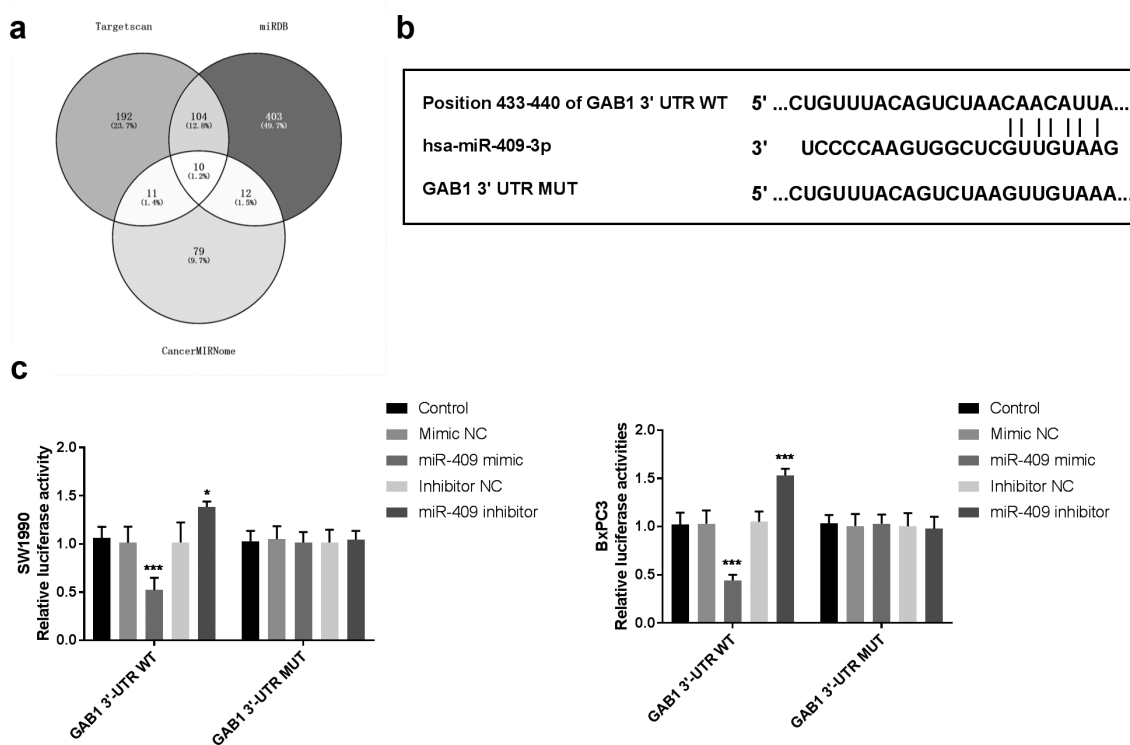 a
Targetscan
miRDB
192
(23.7%)
104
(12.8%)
403
(49.7%)
10
(1.2%)
11
(1.4%)
12
(1.5%)
79
(9.7%)
CancerMIRNome
b
Position 433-440 of GAB1 3' UTR WT 5' ...CUGUUUACAGUCUAACAACAUUA...
hsa-miR-409-3p 3' UCCCCAAGUGGCUCGUUGUAAG
GAB1 3' UTR MUT 5' ...CUGUUUACAGUCUAAGUUGUAAA...
c
SW1990
Relative luciferase activity
2.0
1.5
1.0
0.5
0.0
***
*
GAB1 3'-UTR WT
GAB1 3'-UTR MUT
Control
Mimic NC
miR-409 mimic
Inhibitor NC
miR-409 inhibitor
BxPC3
Relative luciferase activities
2.0
1.5
1.0
0.5
0.0
***
***
GAB1 3'-UTR WT
GAB1 3'-UTR MUT
Control
Mimic NC
miR-409 mimic
Inhibitor NC
miR-409 inhibitor